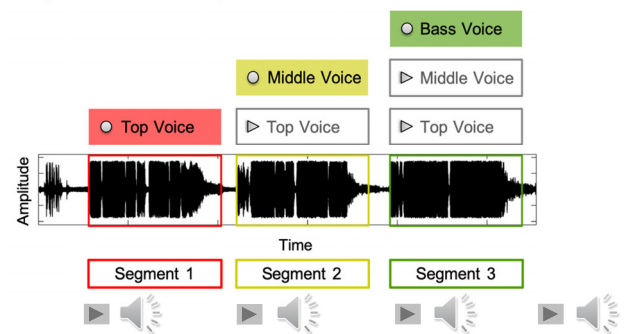 Bass Voice
Middle Voice Middle Voice
Top Voice Top Voice Top Voice
Amplitude
Time
Segment 1 Segment 2 Segment 3